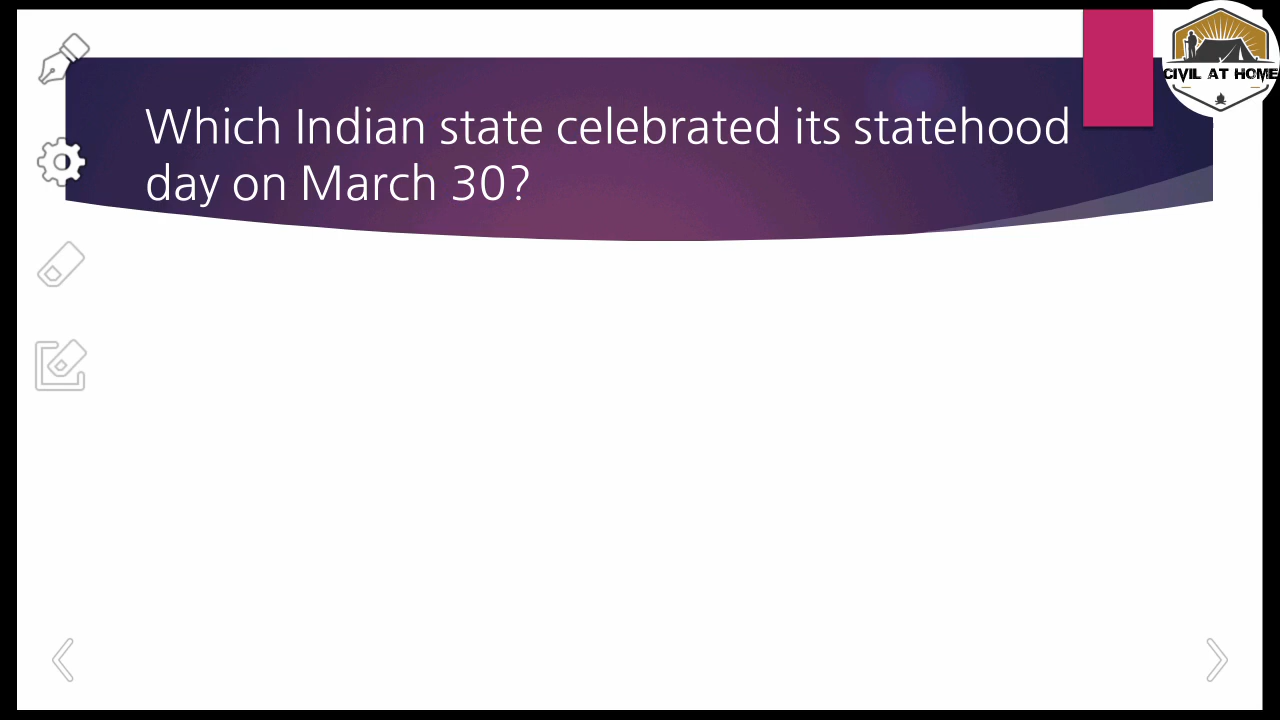 CIVIL AT HOME
Which Indian state celebrated its statehood
day on March 30?